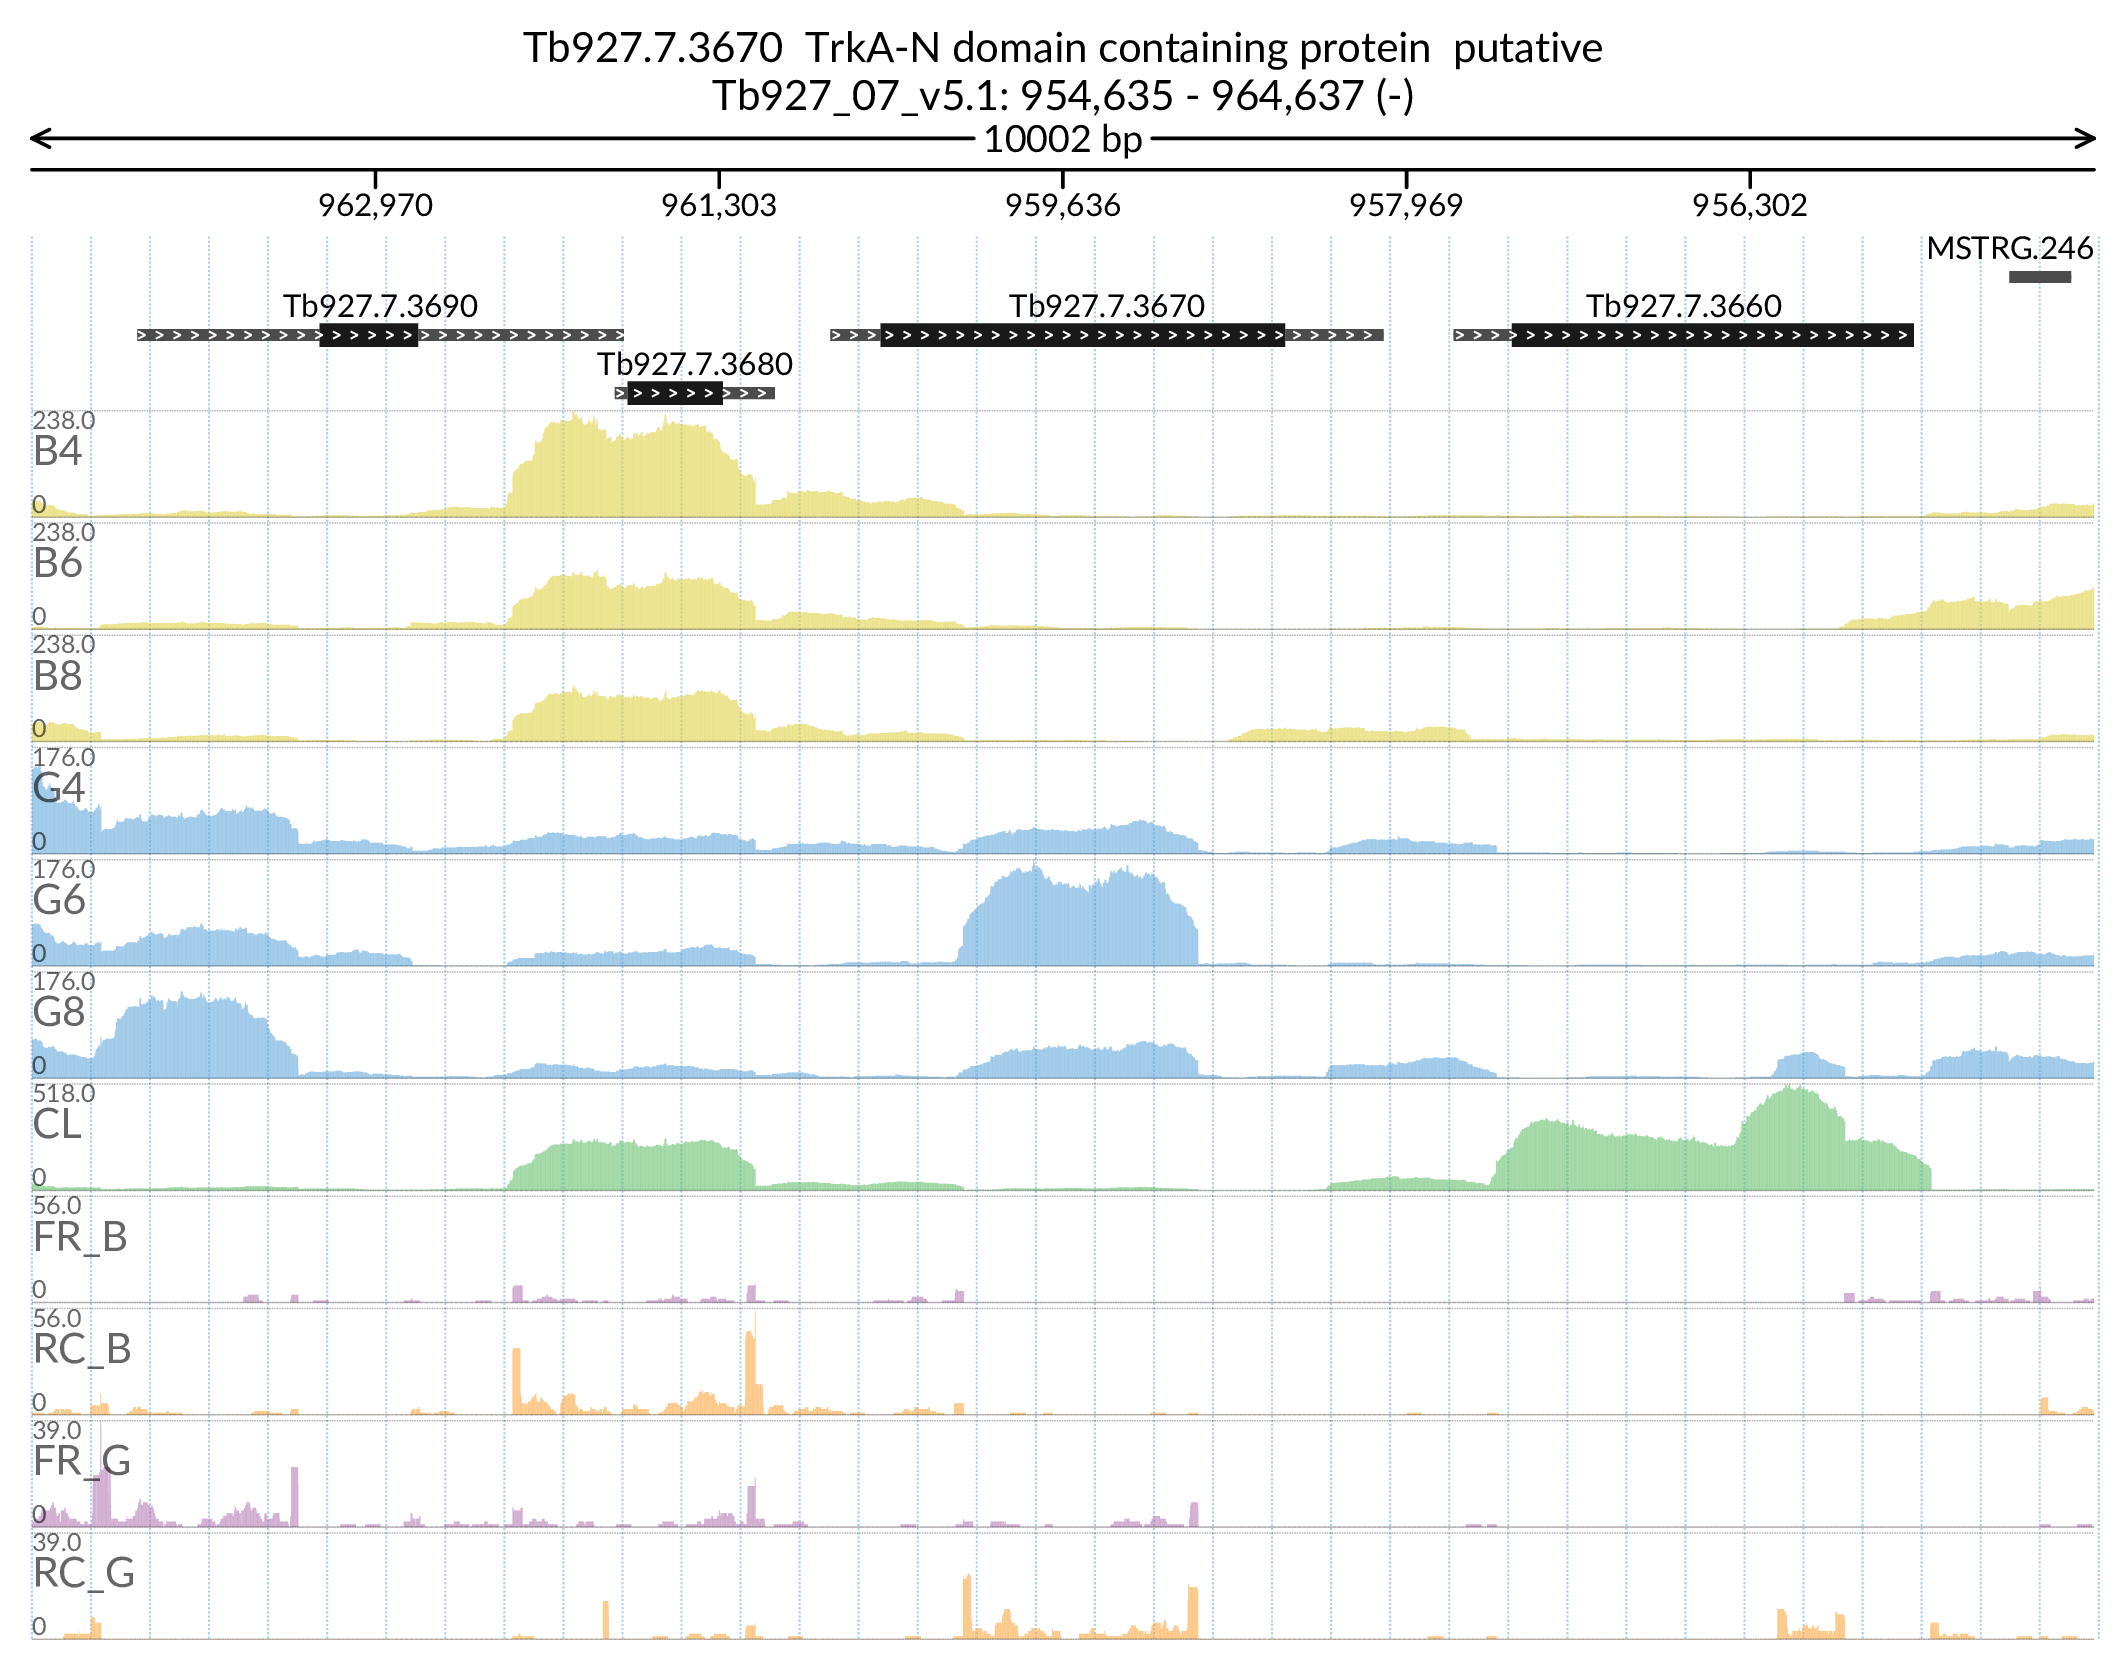 Tb927.7.3670  TrkA-N domain containing protein  putative
Tb927_07_v5.1: 954,635 - 964,637 (-)
10002 bp
962,970 961,303 959,636 957,969 956,302
MSTRG.246
Tb927.7.3690 Tb927.7.3670 Tb927.7.3660
Tb927.7.3680
238.0
B4
0
238.0
B6
0
238.0
B8
0
176.0
G4
0
176.0
G6
0
176.0
G8
0
518.0
CL
0
56.0
FR_B
0
56.0
RC_B
0
39.0
FR_G
0
39.0
RC_G
0